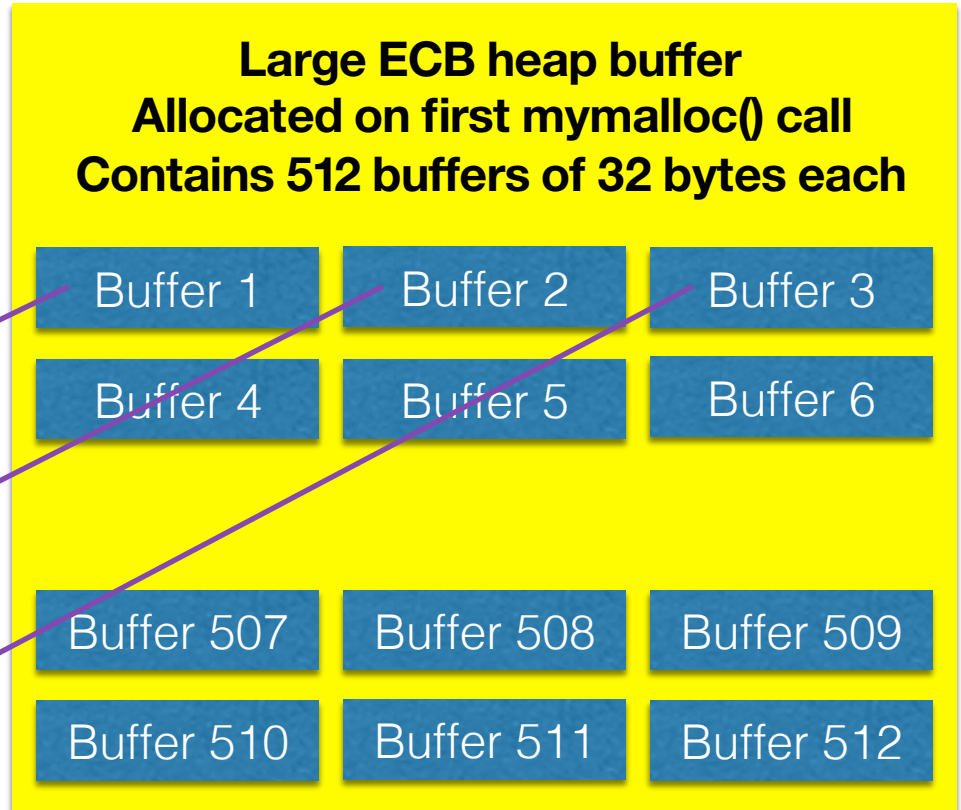 Large ECB heap buffer
Allocated on first mymalloc() call
Contains 512 buffers of 32 bytes each
Buffer 1
Buffer 2
Buffer 3
Buffer 4
Buffer 5
Buffer 6
Buffer 507
Buffer 508
Buffer 509
Buffer 510
Buffer 511
Buffer 512